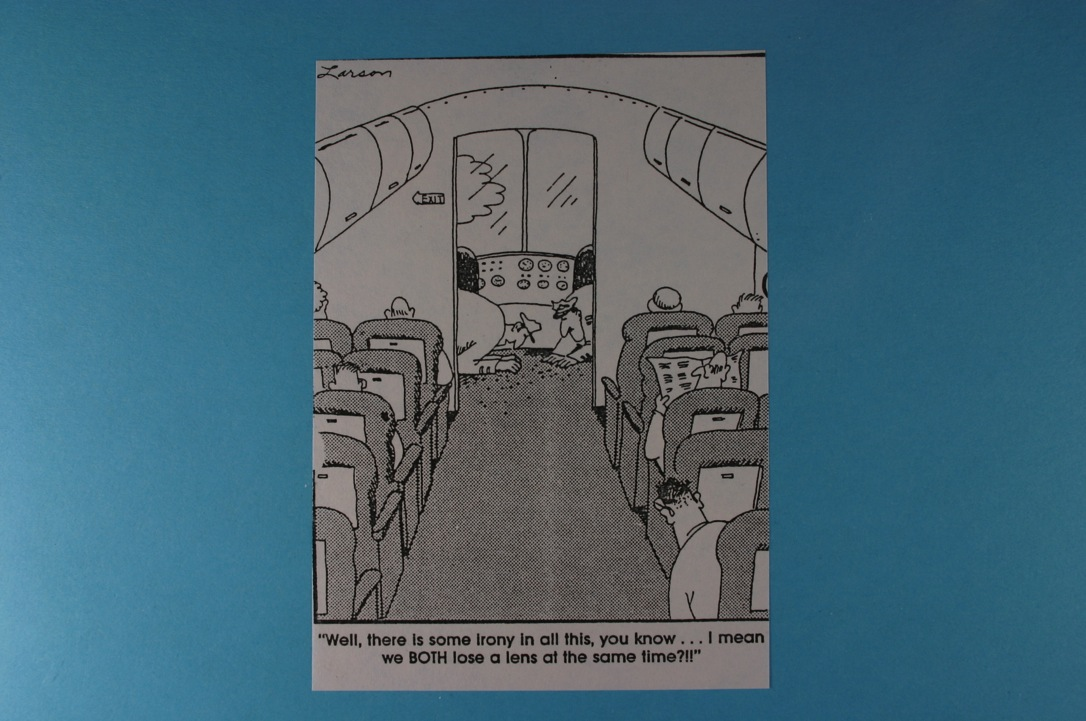 Larson
EXIT
"Well, there is some irony in all this, you know . . . I mean
we BOTH lose a lens at the same time?!!"